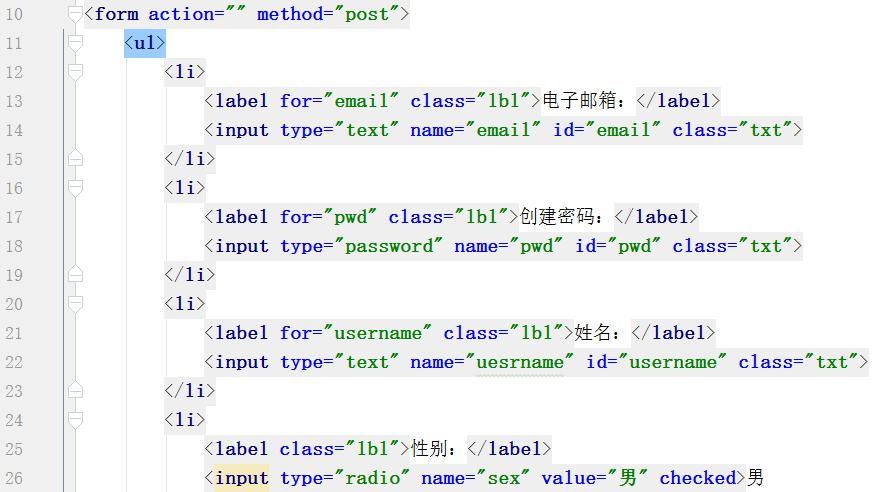 10 <form action="" method="post">
11 <ul>
12 <li>
13 <label for="email" class="lbl">电子邮箱：</label>
14 <input type="text" name="email" id="email" class="txt">
15 </li>
16 <li>
17 <label for="pwd" class="lbl">创建密码：</label>
18 <input type="password" name="pwd" id="pwd" class="txt">
19 </li>
20 <li>
21 <label for="username" class="lbl">姓名：</label>
22 <input type="text" name="uesrname" id="username" class="txt">
23 </li>
24 <li>
25 <label class="lbl">性别：</label>
26 <input type="radio" name="sex" value="男" checked>男